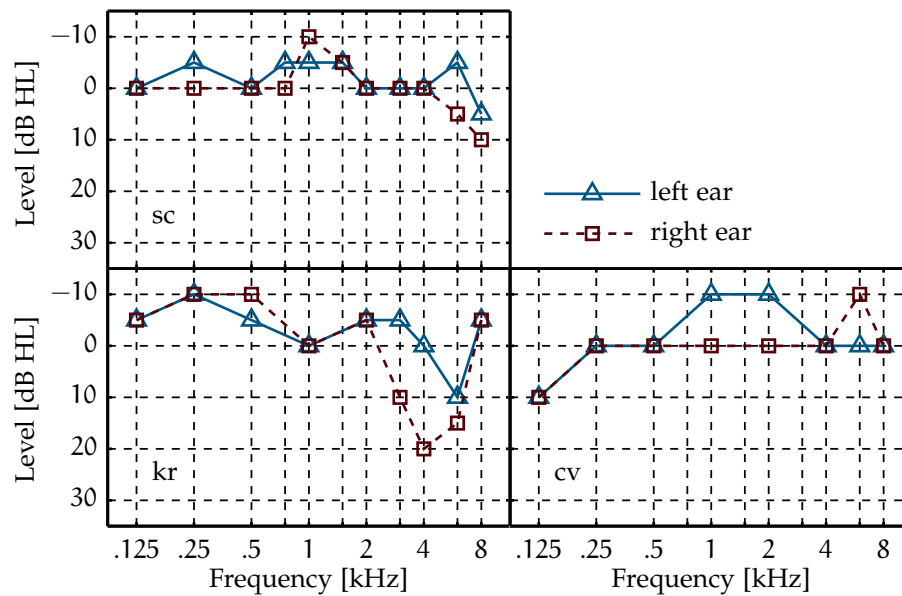 −10
0
10
20
30
Level [dB HL]
sc
left ear
right ear
−10
0
10
20
30
Level [dB HL]
kr
cv
.125 .25 .5 1 2 4 8
Frequency [kHz]
.125 .25 .5 1 2 4 8
Frequency [kHz]